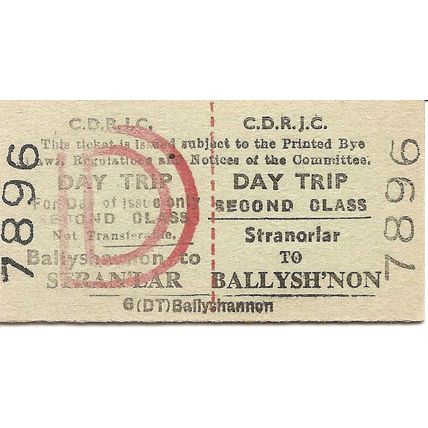 C.D.R.J.C. C.D.R.J.C.
This ticket is issued subject to the Printed Bye
Laws, Regulations and Notices of the Committee.
DAY TRIP DAY TRIP
For Day of issue only SECOND CLASS
SECOND CLASS
Not Transferable. Stranorlar
Ballyshannon to TO
STRAN'LAR BALLYSH'NON
6(DT)Ballyshannon
7896
7896
D